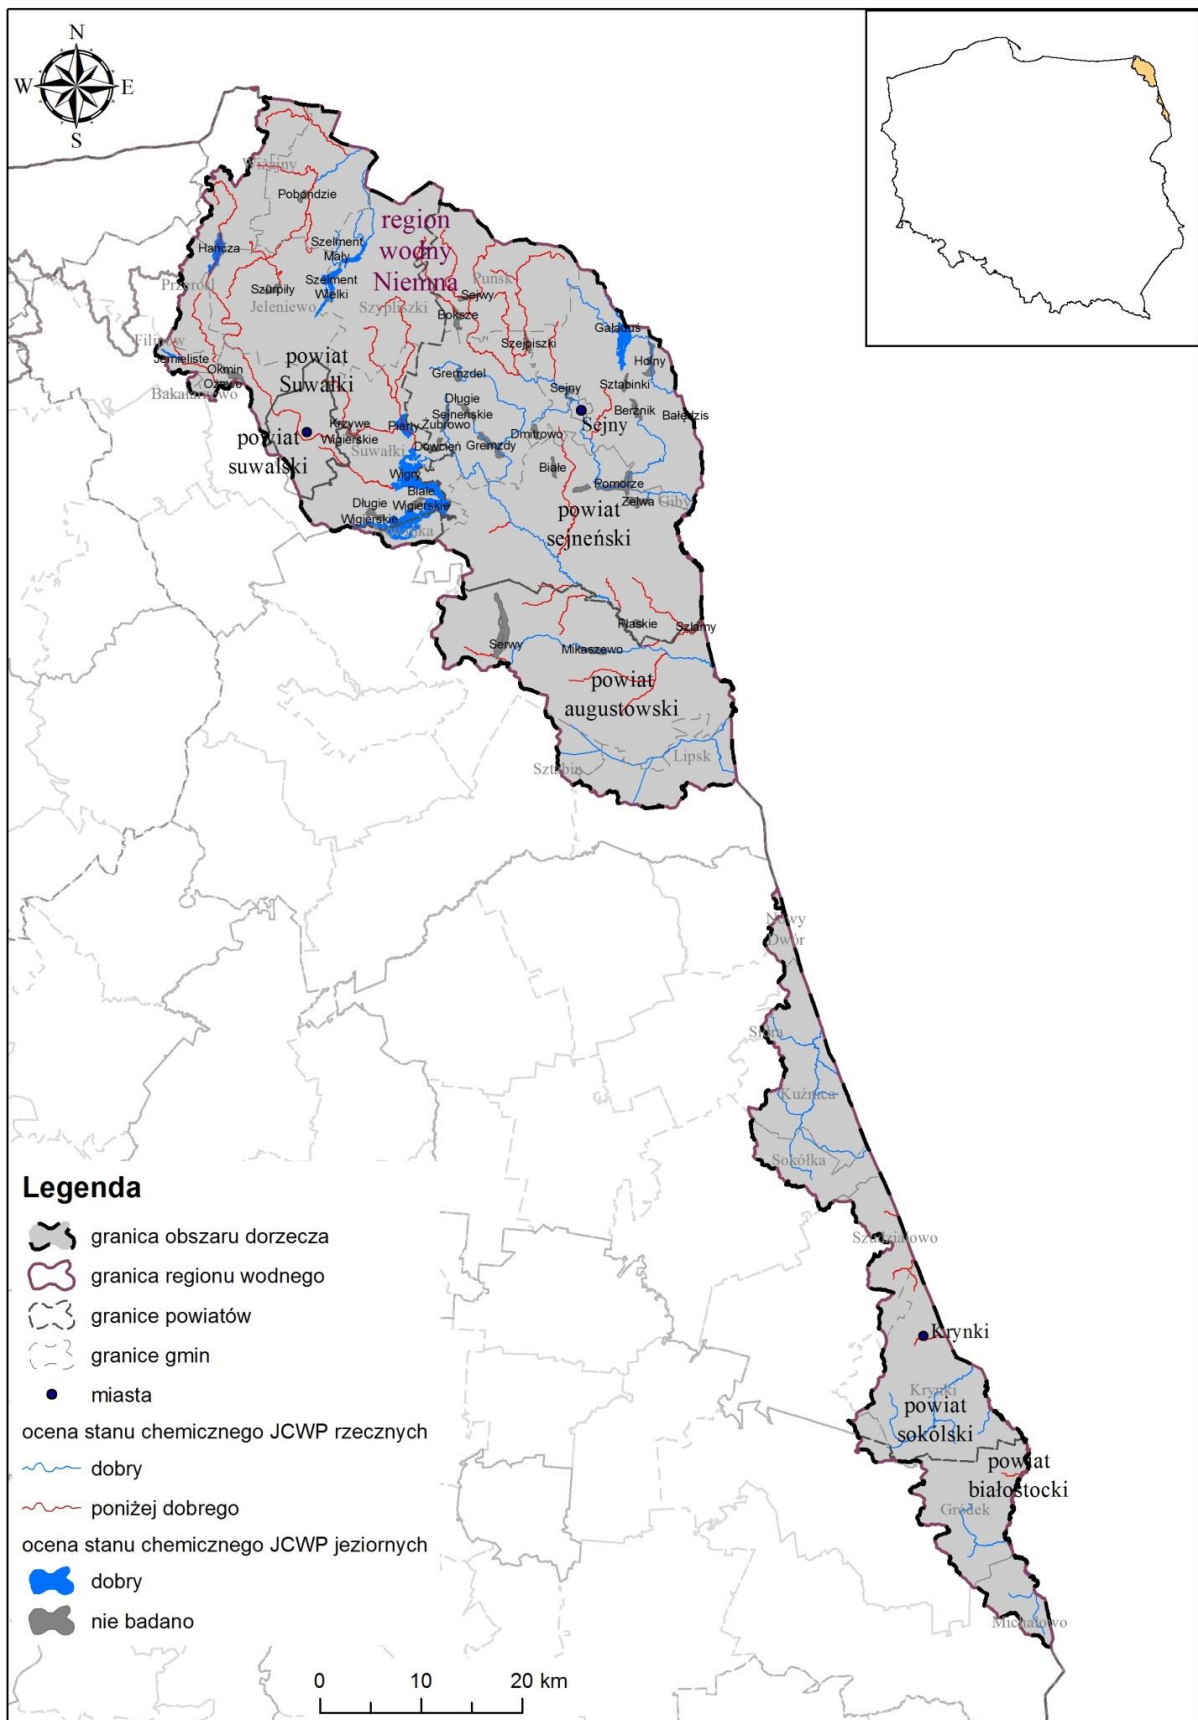 N
W E
S
Wiżajny
Pobondzie
region
wodny
Niemna
Hańcza
Szelment
Mały
Szelment
Wielki
Przerośl
Szurpiły
Jeleniewo
Puńsk
Sejwy
Szypliszki
Boksze
Filipów
Jemieliste
Okmin
Ożewo
Bakałarzewo
powiat
Suwałki
Szejpiszki
Gaładuś
Hołny
Gremzdel
Sejny
Sztabinki
Długie
Sejneńskie
Sejny
Berżnik
Bałędzis
powiat
suwalski
Krzywe
Wigierskie
Pierty
Żubrowo
Dmitrowo
Suwałki
Dowcień
Gremzdy
Wigry
Białe
Białe
Wigierskie
Pomorze
Zelwa
Giby
Długie
Wigierskie
powiat
sejneński
Serwy
Płaskie
Szlamy
Mikaszewo
powiat
augustowski
Sztabin
Lipsk
Nowy
Dwór
Sidra
Kuźnica
Sokółka
Szudziałowo
Krynki
Krynki
powiat
sokólski
powiat
białostocki
Gródek
Michałowo
Legenda
granica obszaru dorzecza
granica regionu wodnego
granice powiatów
granice gmin
miasta
ocena stanu chemicznego JCWP rzecznych
dobry
poniżej dobrego
ocena stanu chemicznego JCWP jeziornych
dobry
nie badano
0 10 20 km